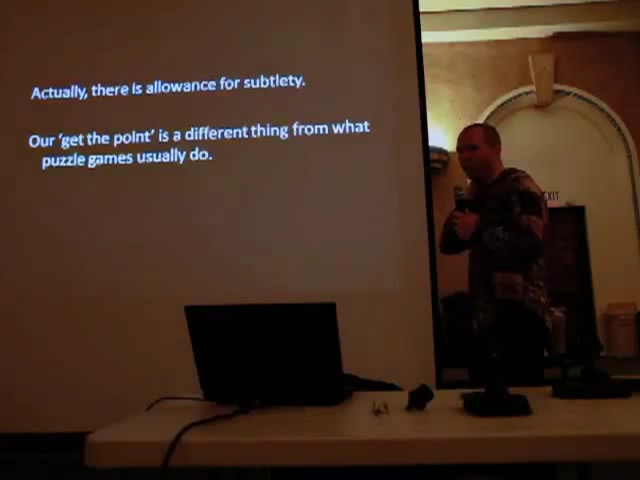 Actually, there is allowance for subtlety.
Our 'get the point' is a different thing from what
puzzle games usually do.
EXIT